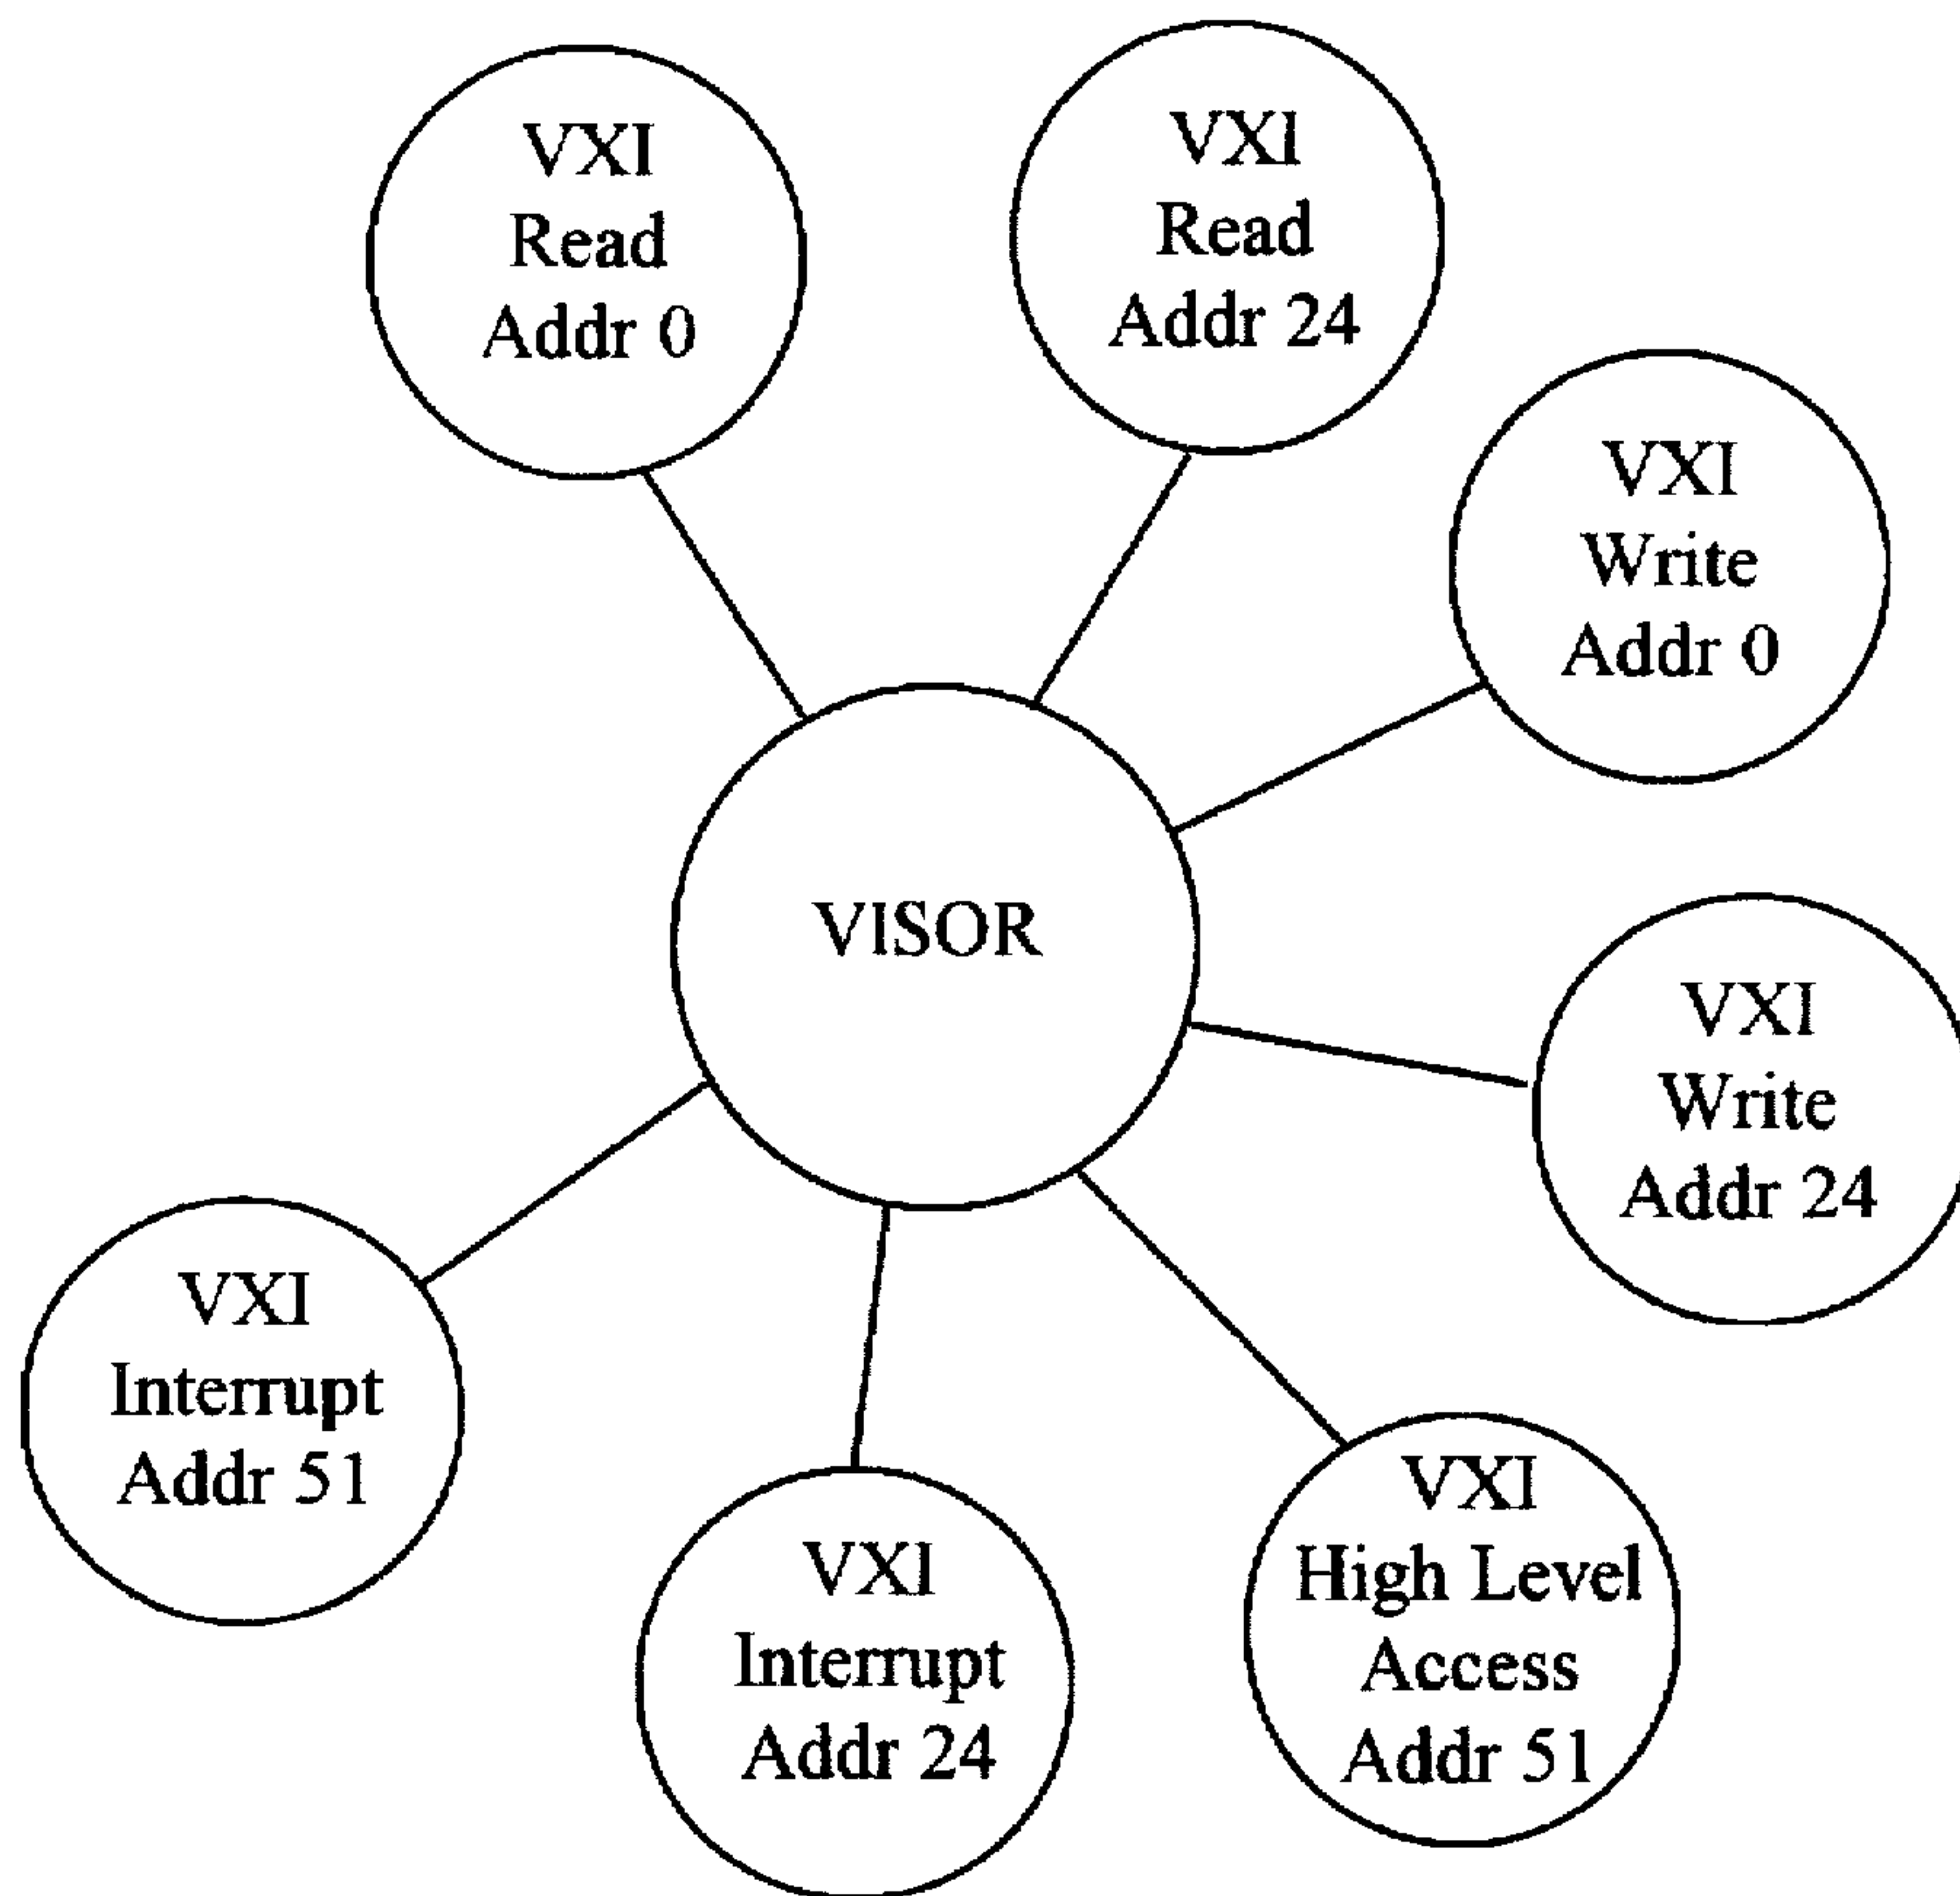 VXI
Read
Addr 0
VXI
Read
Addr 24
VXI
Write
Addr 0
VISOR
VXI
Write
Addr 24
VXI
Interrupt
Addr 51
VXI
Interrupt
Addr 24
VXI
High Level
Access
Addr 51